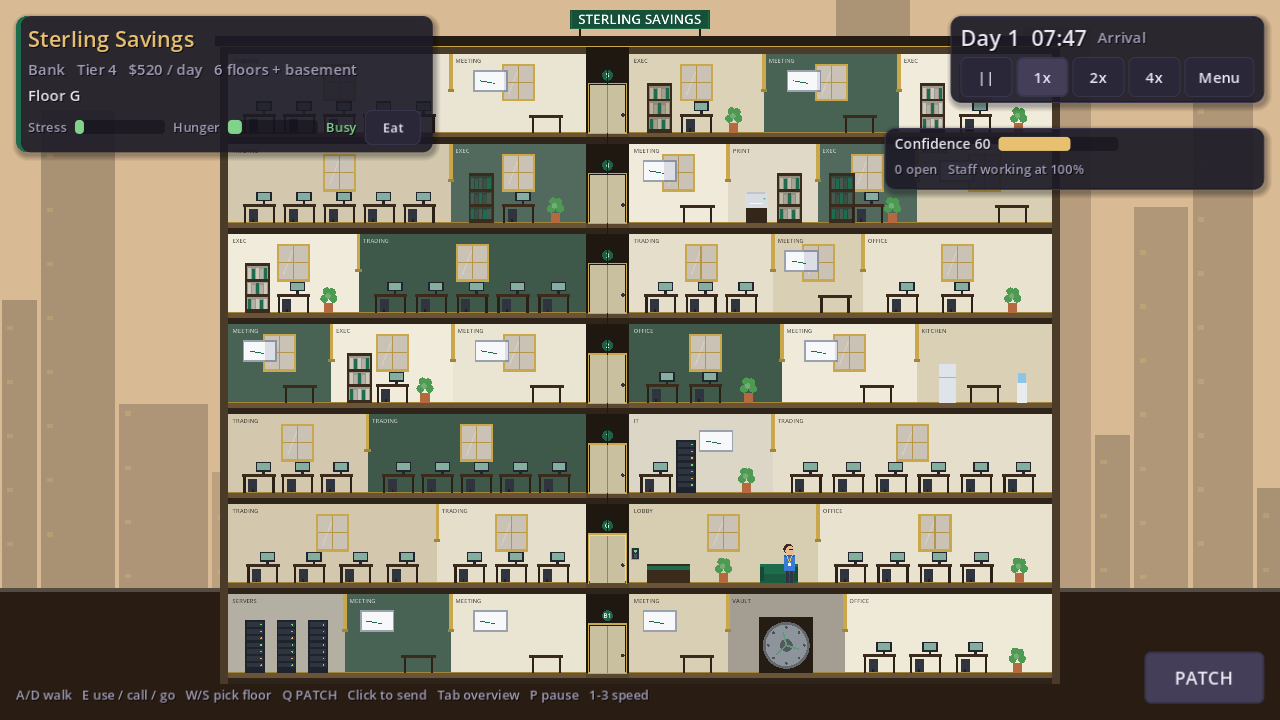 STERLING SAVINGS
Sterling Savings
Bank Tier 4 $520 / day 6 floors + basement
Floor G
Stress Hunger Busy Eat
Day 1 07:47 Arrival
|| 1x 2x 4x Menu
Confidence 60
0 open Staff working at 100%
MEETING EXEC MEETING EXEC
EXEC MEETING PRINT EXEC
EXEC TRADING TRADING MEETING OFFICE
MEETING EXEC MEETING OFFICE MEETING KITCHEN
TRADING TRADING IT TRADING
TRADING TRADING G LOBBY OFFICE
SERVERS MEETING MEETING B1 MEETING VAULT OFFICE
A/D walk E use / call / go W/S pick floor Q PATCH Click to send Tab overview P pause 1-3 speed
PATCH